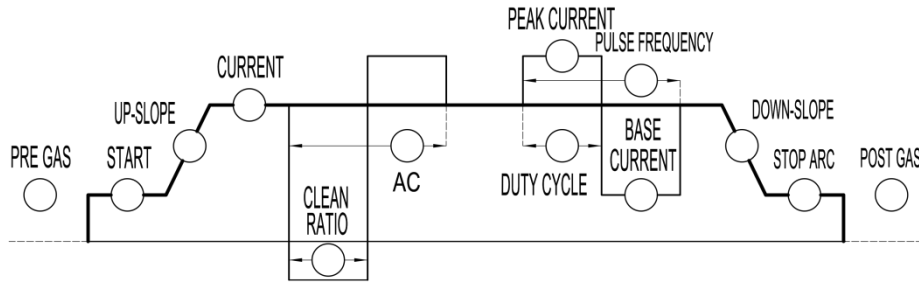 PEAK CURRENT
PULSE FREQUENCY
CURRENT
UP-SLOPE
DOWN-SLOPE
PRE GAS
START
AC
DUTY CYCLE
BASE
CURRENT
STOP ARC
POST GAS
CLEAN
RATIO